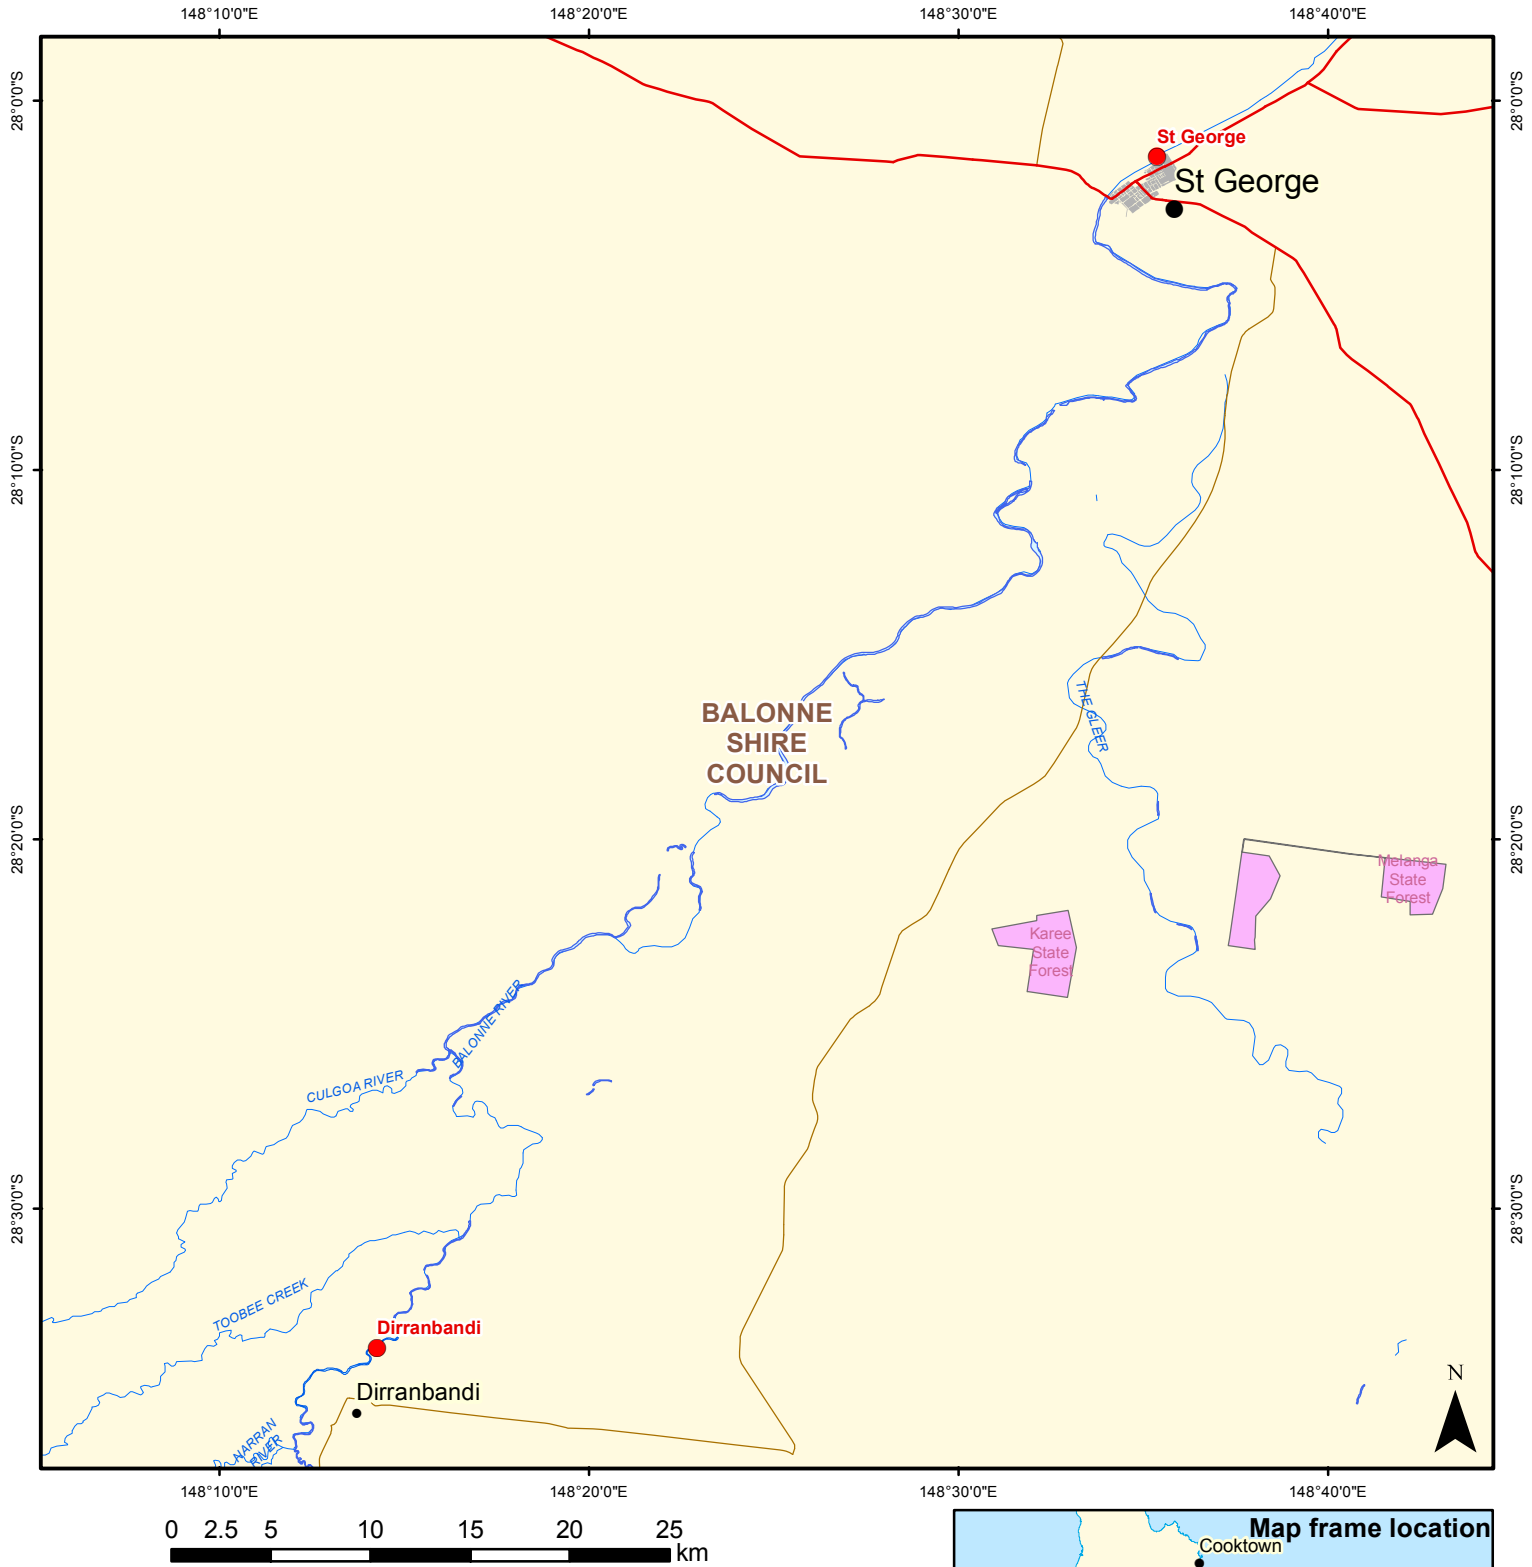 148°10'0"E
148°20'0"E
148°30'0"E
148°40'0"E
28°0'0"S
28°0'0"S
St George
St George
28°10'0"S
28°10'0"S
THE GLEER
BALONNE
SHIRE
COUNCIL
28°20'0"S
28°20'0"S
Melanga
State
Forest
Karee
State
Forest
BALONNE RIVER
CULGOA RIVER
28°30'0"S
28°30'0"S
TOOBEE CREEK
Dirranbandi
Dirranbandi
NARRAN
RIVER
N
148°10'0"E
148°20'0"E
148°30'0"E
148°40'0"E
0 2.5 5 10 15 20 25
km
Map frame location
Cooktown